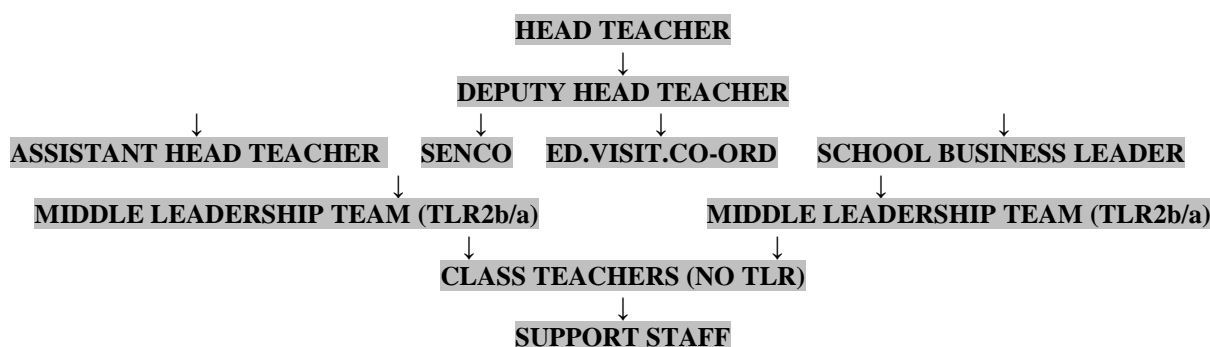 HEAD TEACHER
↓
DEPUTY HEAD TEACHER
↓ ↓ ↓ ↓
ASSISTANT HEAD TEACHER SENCO ED.VISIT.CO-ORD SCHOOL BUSINESS LEADER
↓ ↓
MIDDLE LEADERSHIP TEAM (TLR2b/a) MIDDLE LEADERSHIP TEAM (TLR2b/a)
↓ ↓
CLASS TEACHERS (NO TLR)
↓
SUPPORT STAFF